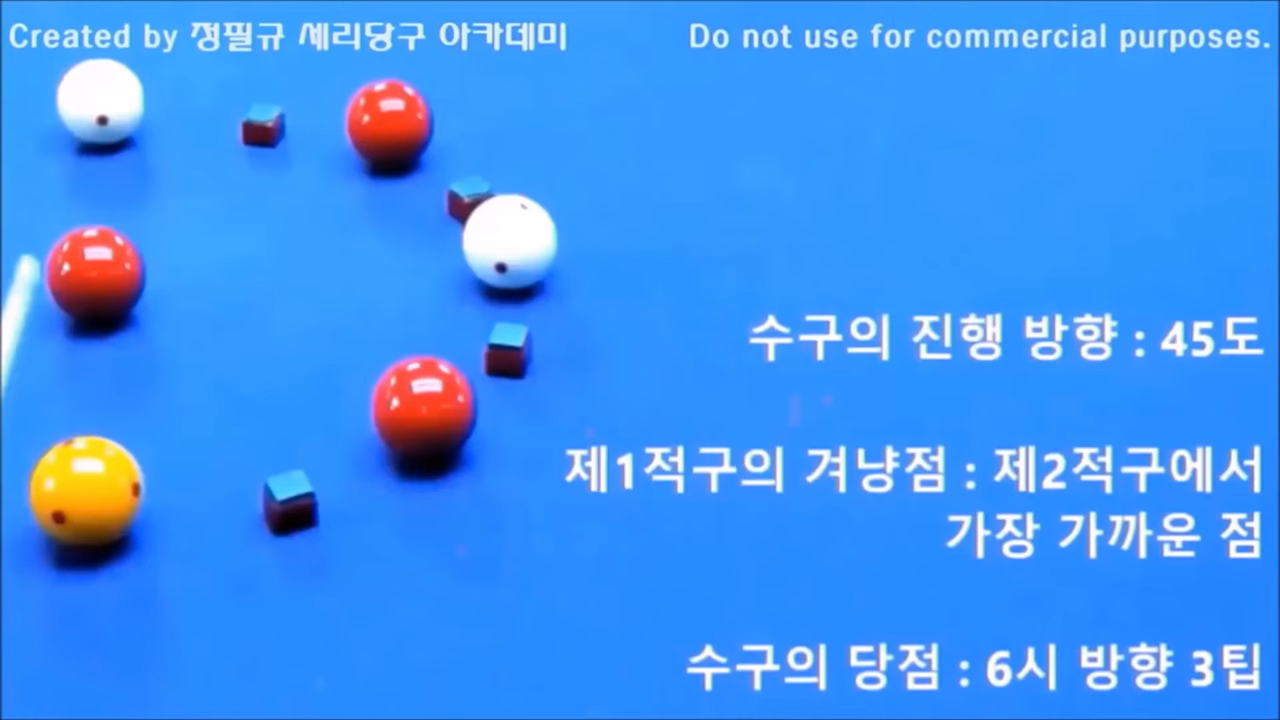 Created by 정필규 세리당구 아카데미
Do not use for commercial purposes.
수구의 진행 방향 : 45도
제1적구의 겨냥점 : 제2적구에서
가장 가까운 점
수구의 당점 : 6시 방향 3팁